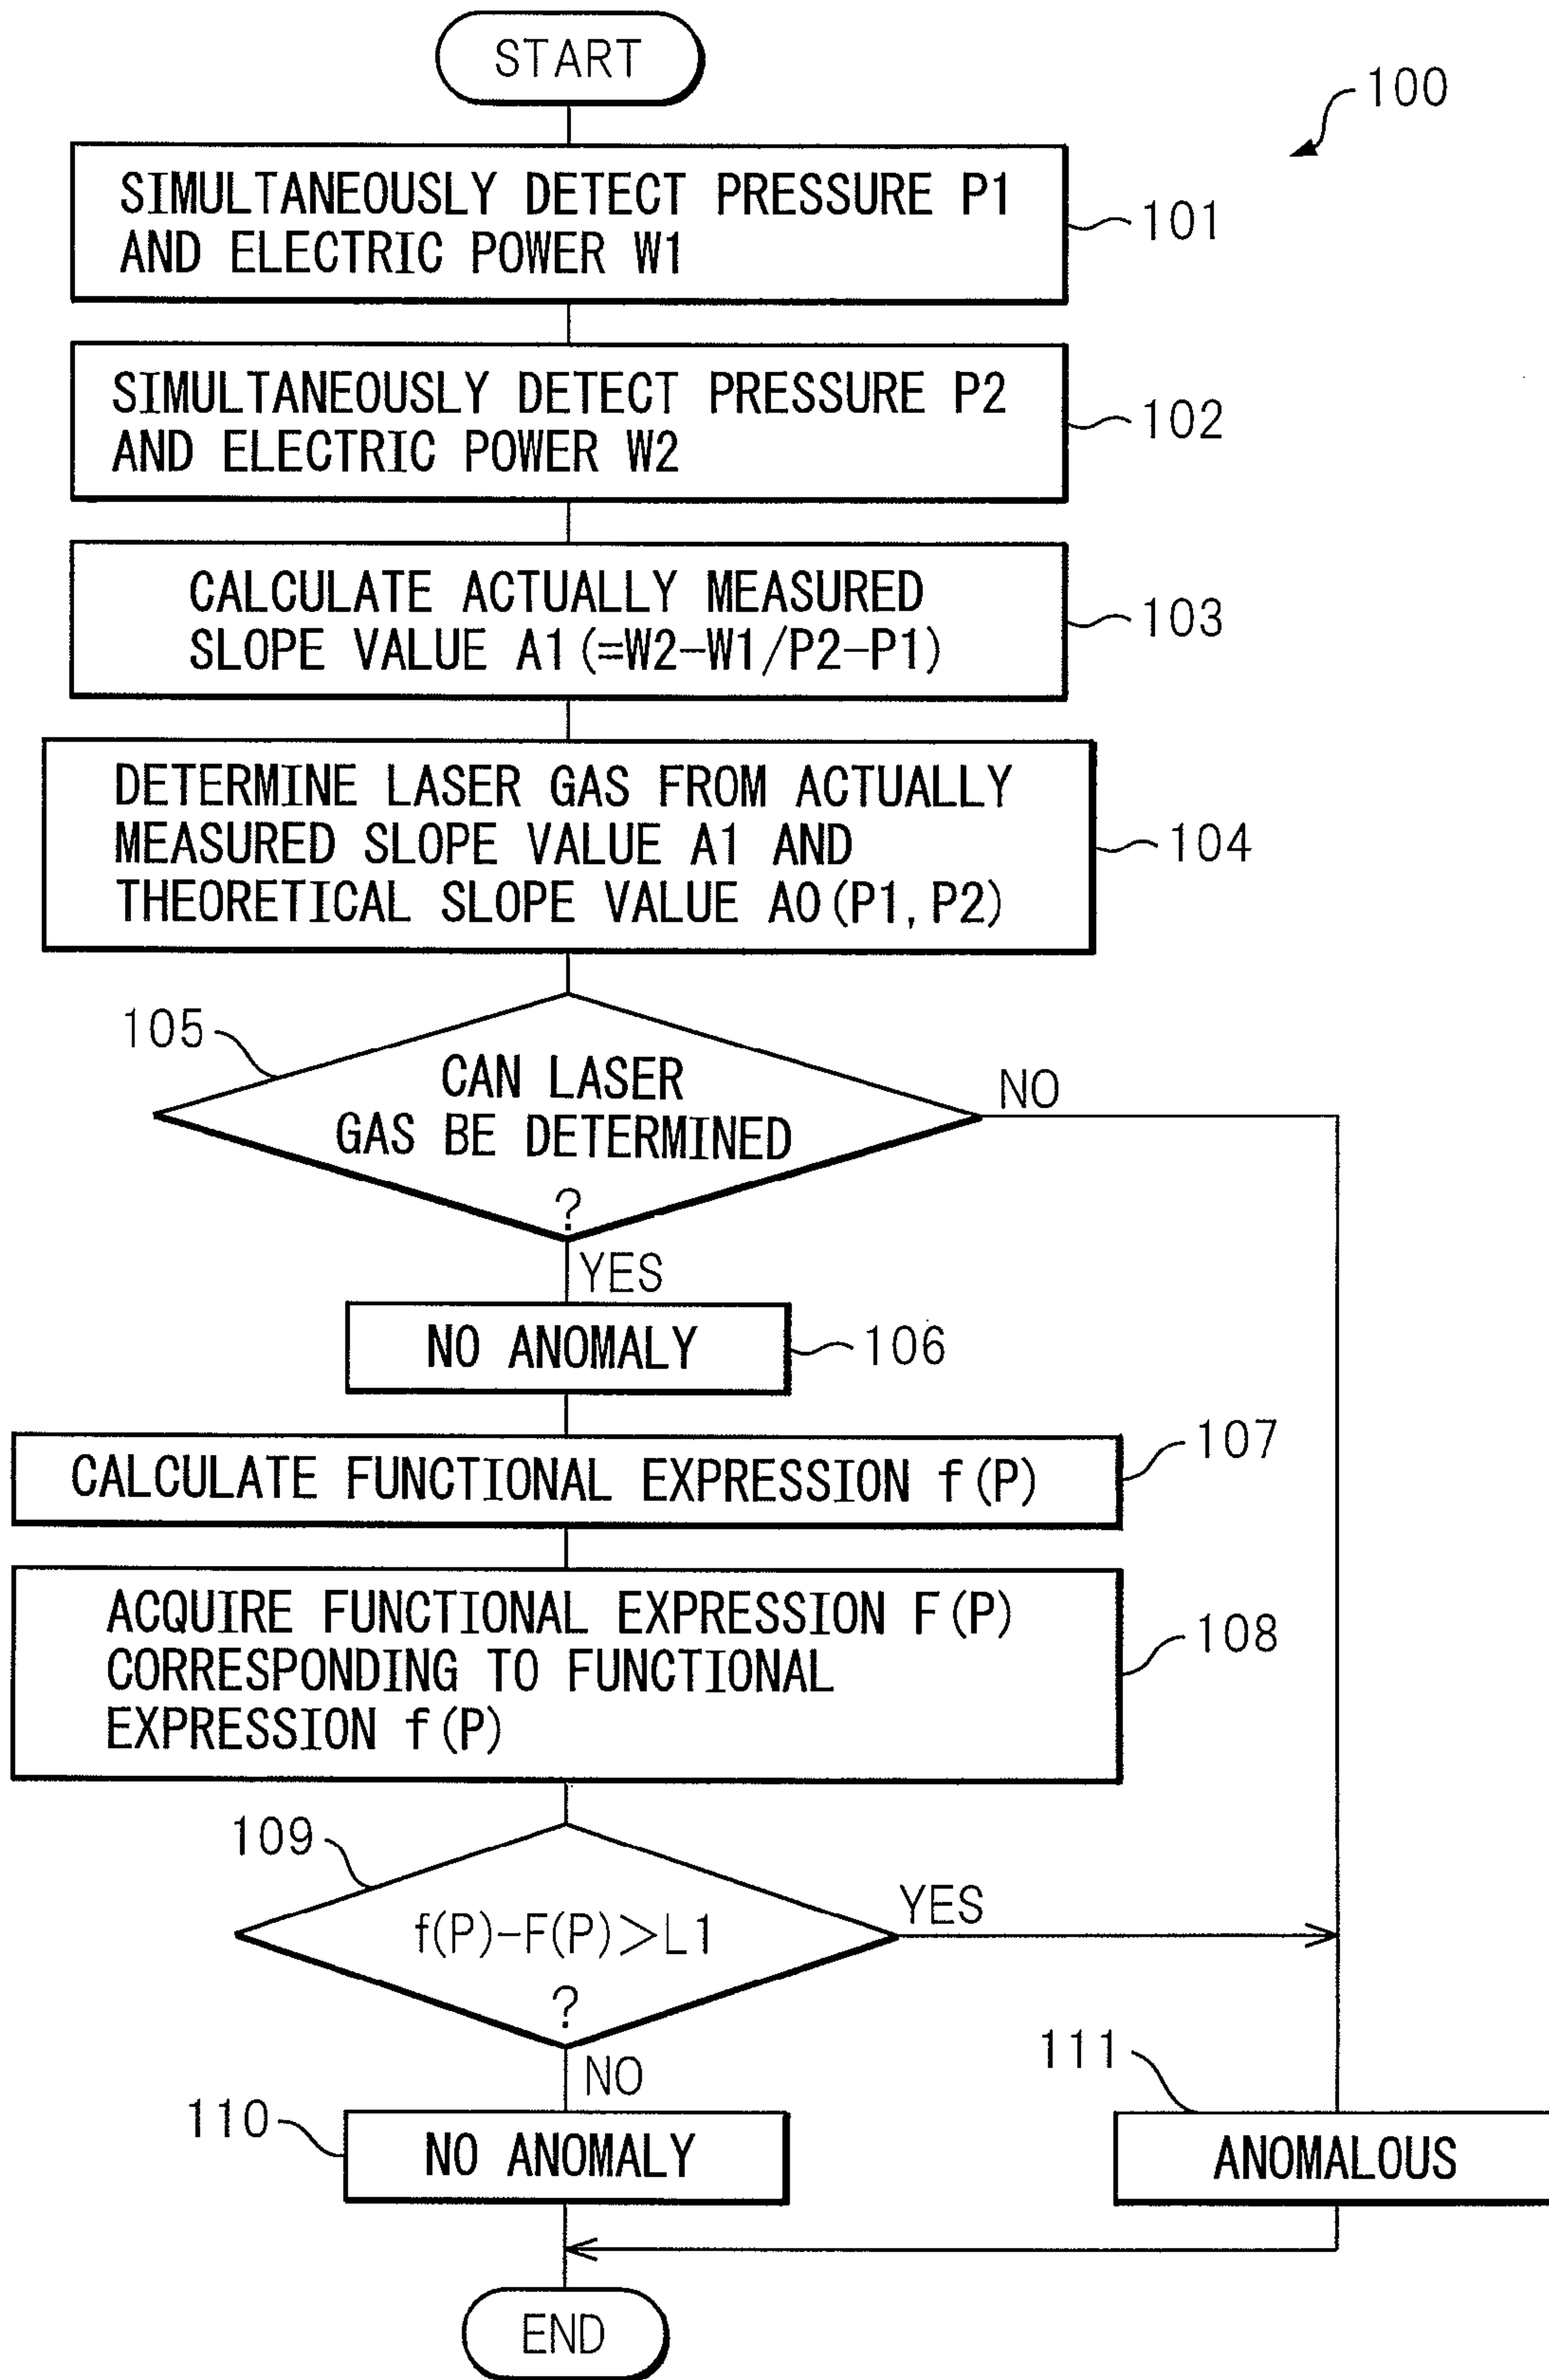 START
100
SIMULTANEOUSLY DETECT PRESSURE P1
AND ELECTRIC POWER W1
101
SIMULTANEOUSLY DETECT PRESSURE P2
AND ELECTRIC POWER W2
102
CALCULATE ACTUALLY MEASURED
SLOPE VALUE A1(=W2-W1/P2-P1)
103
DETERMINE LASER GAS FROM ACTUALLY
MEASURED SLOPE VALUE A1 AND
THEORETICAL SLOPE VALUE A0(P1,P2)
104
105
CAN LASER
GAS BE DETERMINED
?
NO
YES
NO ANOMALY
106
CALCULATE FUNCTIONAL EXPRESSION f(P)
107
ACQUIRE FUNCTIONAL EXPRESSION F(P)
CORRESPONDING TO FUNCTIONAL
EXPRESSION f(P)
108
109
f(P)-F(P)>L1
?
YES
NO
110
NO ANOMALY
111
ANOMALOUS
END